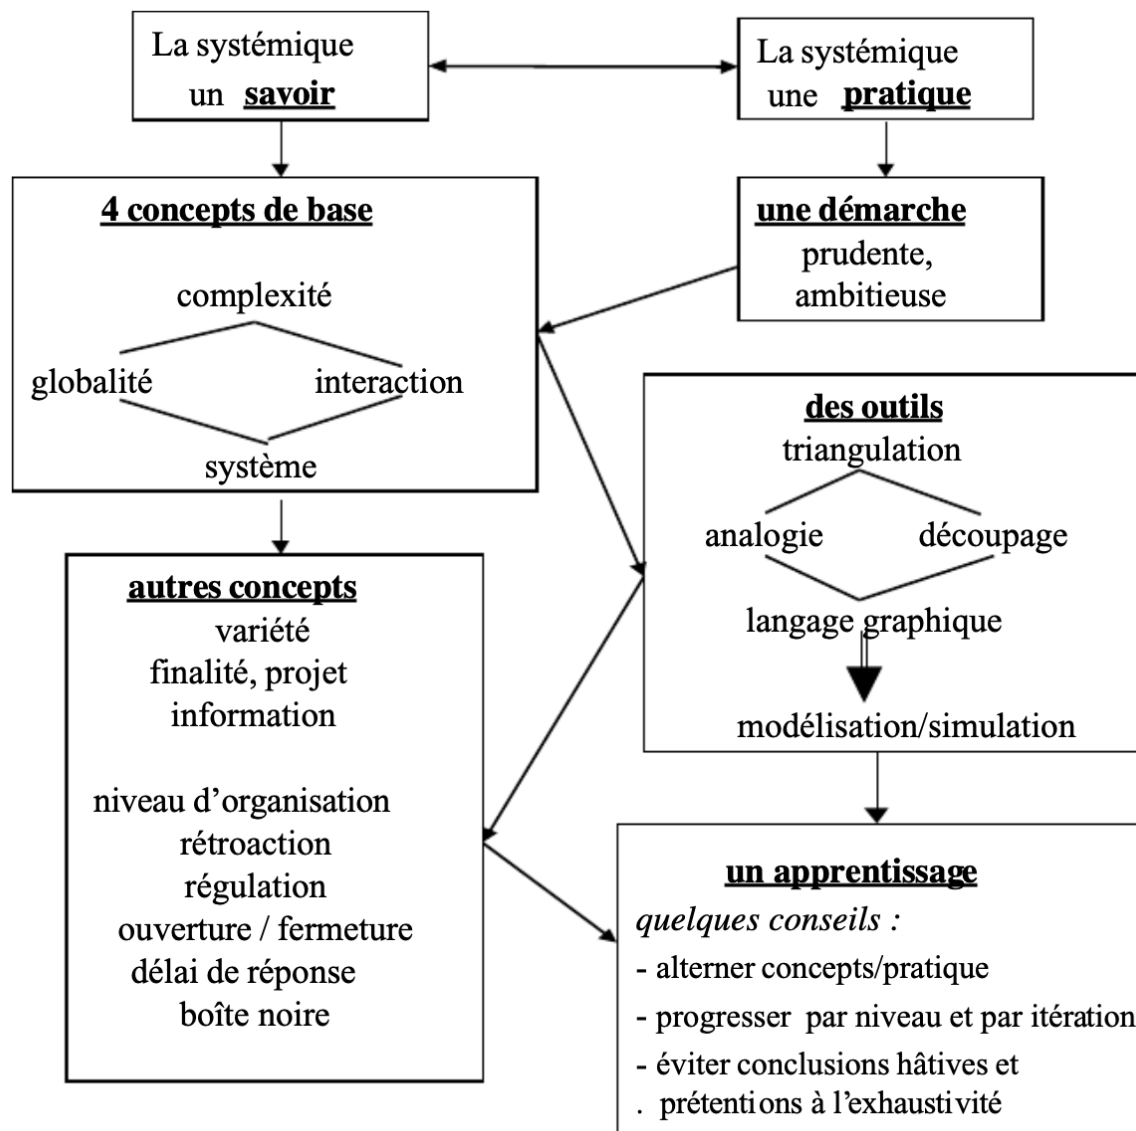 La systémique
un savoir
La systémique
une pratique
4 concepts de base
complexité
globalité interaction
système
une démarche
prudente,
ambitieuse
des outils
triangulation
analogie découpage
langage graphique
modélisation/simulation
autres concepts
variété
finalité, projet
information
niveau d’organisation
rétroaction
régulation
ouverture / fermeture
délai de réponse
boîte noire
un apprentissage
quelques conseils :
- alterner concepts/pratique
- progresser par niveau et par itération
- éviter conclusions hâtives et
. prétentions à l’exhaustivité